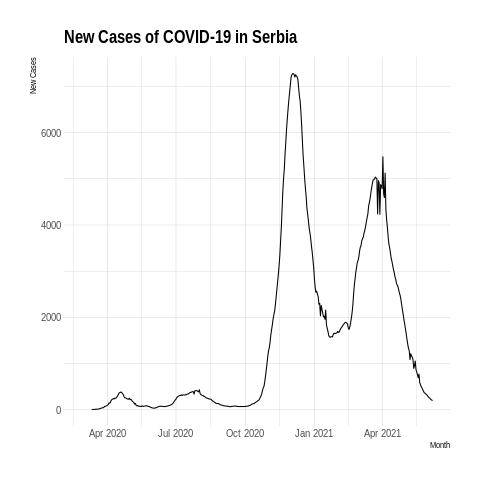 New Cases of COVID-19 in Serbia
New Cases
6000
4000
2000
0
Apr 2020 Jul 2020 Oct 2020 Jan 2021 Apr 2021
Month